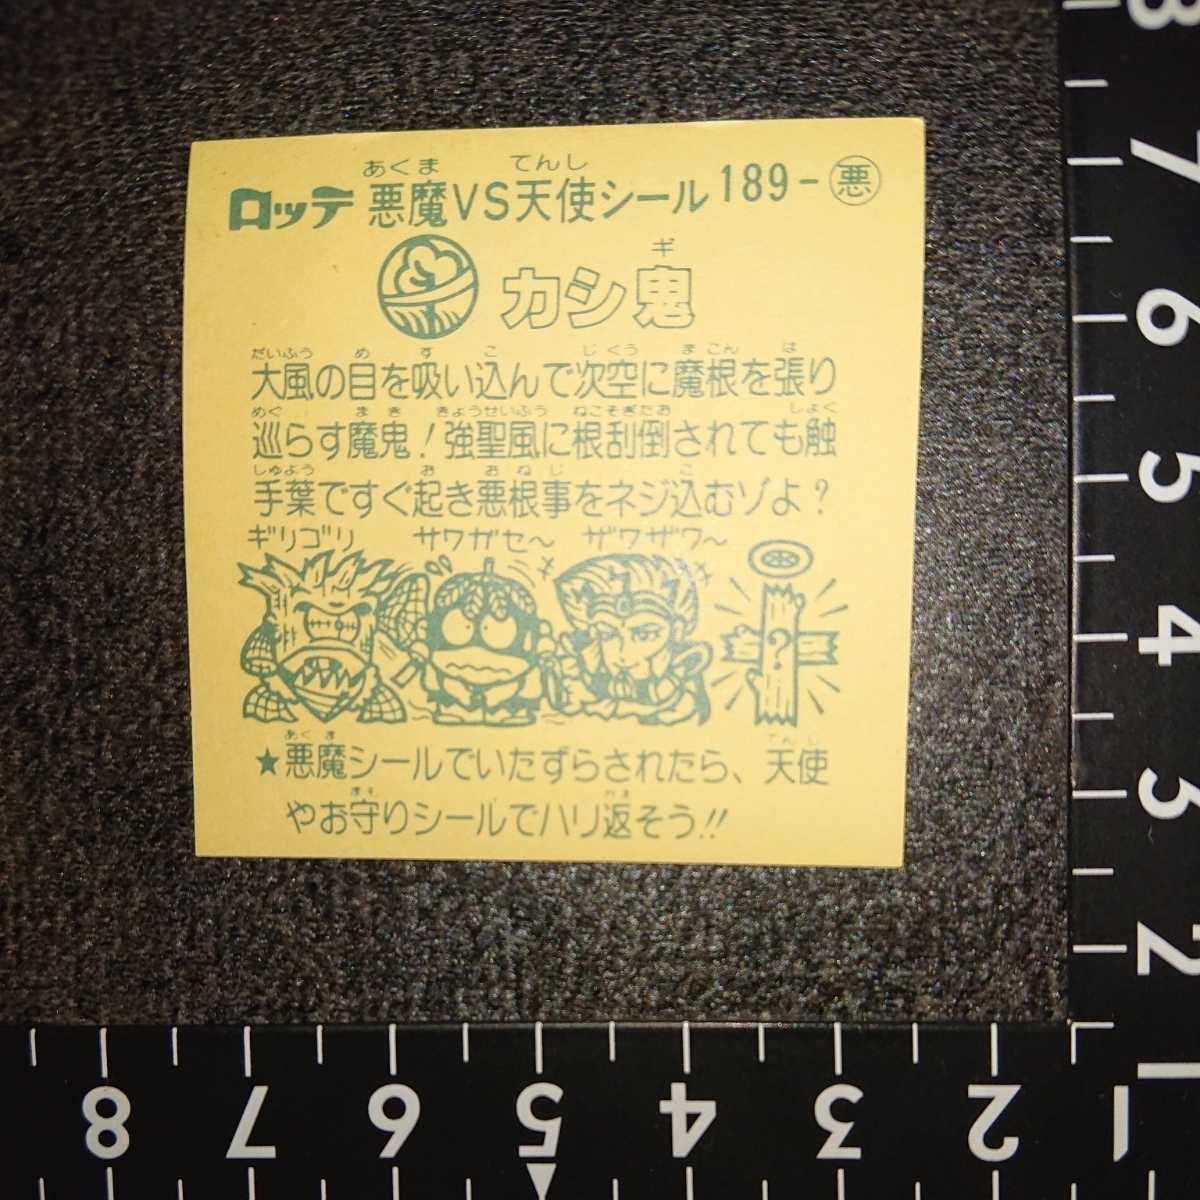 あくま てんし
ロッテ 悪魔VS天使シール 189-悪
ギ
カシ鬼
だいふう め す こ じくう まこん は
大風の目を吸い込んで次空に魔根を張り
めぐ まき きょうせいふう ねこそぎたお しょく
巡らす魔鬼!強聖風に根刮倒されても触
しゅよう お おねじ こ
手葉ですぐ起き悪根事をネジ込むゾよ?
ギリゴリ サワガセ〜 ザワザワ〜
?
あくま てんし
★悪魔シールでいたずらされたら、天使
まも かえ
やお守りシールでハリ返そう!!
8
7
6
5
4
3
2
1
8 7 6 5 4 3 2 1